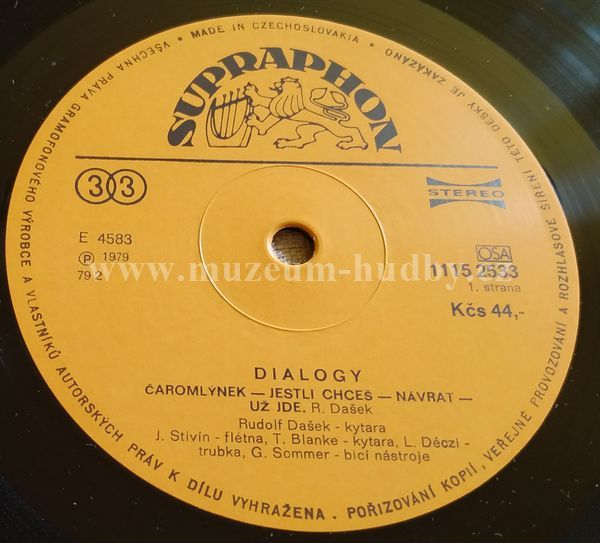 VŠECHNA PRÁVA GRAMOFONOVÉHO VÝROBCE A VLASTNÍKŮ AUTORSKÝCH PRÁV K DÍLU VYHRAŽENA. POŘIZOVÁNÍ KOPIÍ, VEŘEJNÉ PROVOZOVÁNÍ A ROZHLASOVÉ ŠÍŘENÍ TÉTO DESKY JE ZAKÁZÁNO
• MADE IN CZECHOSLOVAKIA •
SUPRAPHON
33
STEREO
E 4583
Ⓟ 1979
79 2
OSA
1115 2533
1. strana
Kčs 44,-
www.muzeum-hudby
DIALOGY
ČAROMLÝNEK — JESTLI CHCEŠ — NÁVRAT —
UŽ JDE. R. Dašek
Rudolf Dašek - kytara
J. Stivín - flétna, T. Blanke - kytara, L. Déczi -
trubka, G. Sommer - bicí nástroje